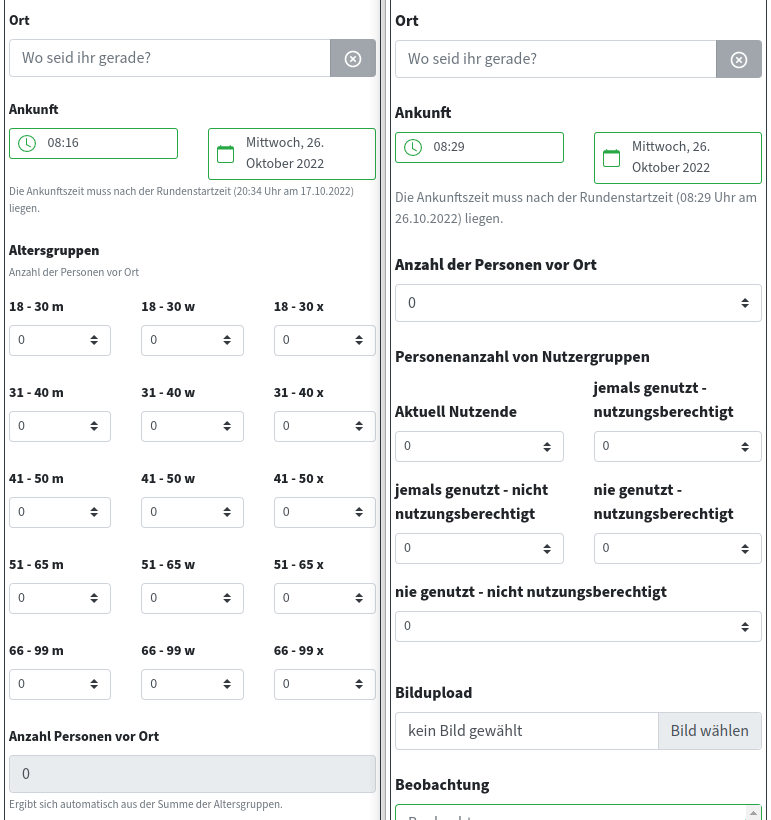 Ort
Wo seid ihr gerade?
Ankunft
08:16
Mittwoch, 26.
Oktober 2022
Die Ankunftszeit muss nach der Rundenstartzeit (20:34 Uhr am 17.10.2022)
liegen.
Altersgruppen
Anzahl der Personen vor Ort
18 - 30 m
18 - 30 w
18 - 30 x
0
0
0
31 - 40 m
31 - 40 w
31 - 40 x
0
0
0
41 - 50 m
41 - 50 w
41 - 50 x
0
0
0
51 - 65 m
51 - 65 w
51 - 65 x
0
0
0
66 - 99 m
66 - 99 w
66 - 99 x
0
0
0
Anzahl Personen vor Ort
0
Ergibt sich automatisch aus der Summe der Altersgruppen.
Ort
Wo seid ihr gerade?
Ankunft
08:29
Mittwoch, 26.
Oktober 2022
Die Ankunftszeit muss nach der Rundenstartzeit (08:29 Uhr am
26.10.2022) liegen.
Anzahl der Personen vor Ort
0
Personenanzahl von Nutzergruppen
Aktuell Nutzende
0
jemals genutzt -
nutzungsberechtigt
0
jemals genutzt - nicht
nutzungsberechtigt
0
nie genutzt -
nutzungsberechtigt
0
nie genutzt - nicht nutzungsberechtigt
0
Bildupload
kein Bild gewählt
Bild wählen
Beobachtung